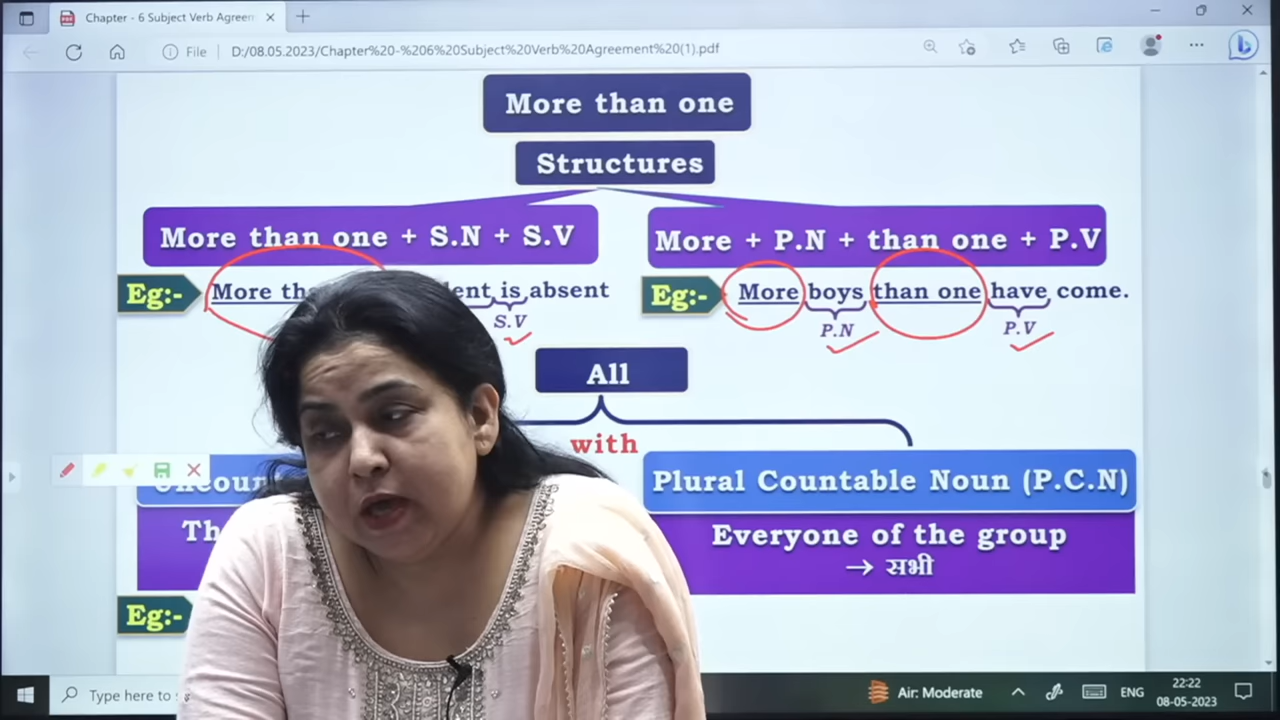 Chapter - 6 Subject Verb Agreem
File
D:/08.05.2023/Chapter%20-%206%20Subject%20Verb%20Agreement%20(1).pdf
More than one
Structures
More than one + S.N + S.V
More + P.N + than one + P.V
Eg:- More is absent
Eg:- More boys than one have come.
S.V
P.N
P.V
All
with
Plural Countable Noun (P.C.N)
Everyone of the group
→ सभी
Eg:-
Type here to
Air: Moderate
ENG
22:22
08-05-2023